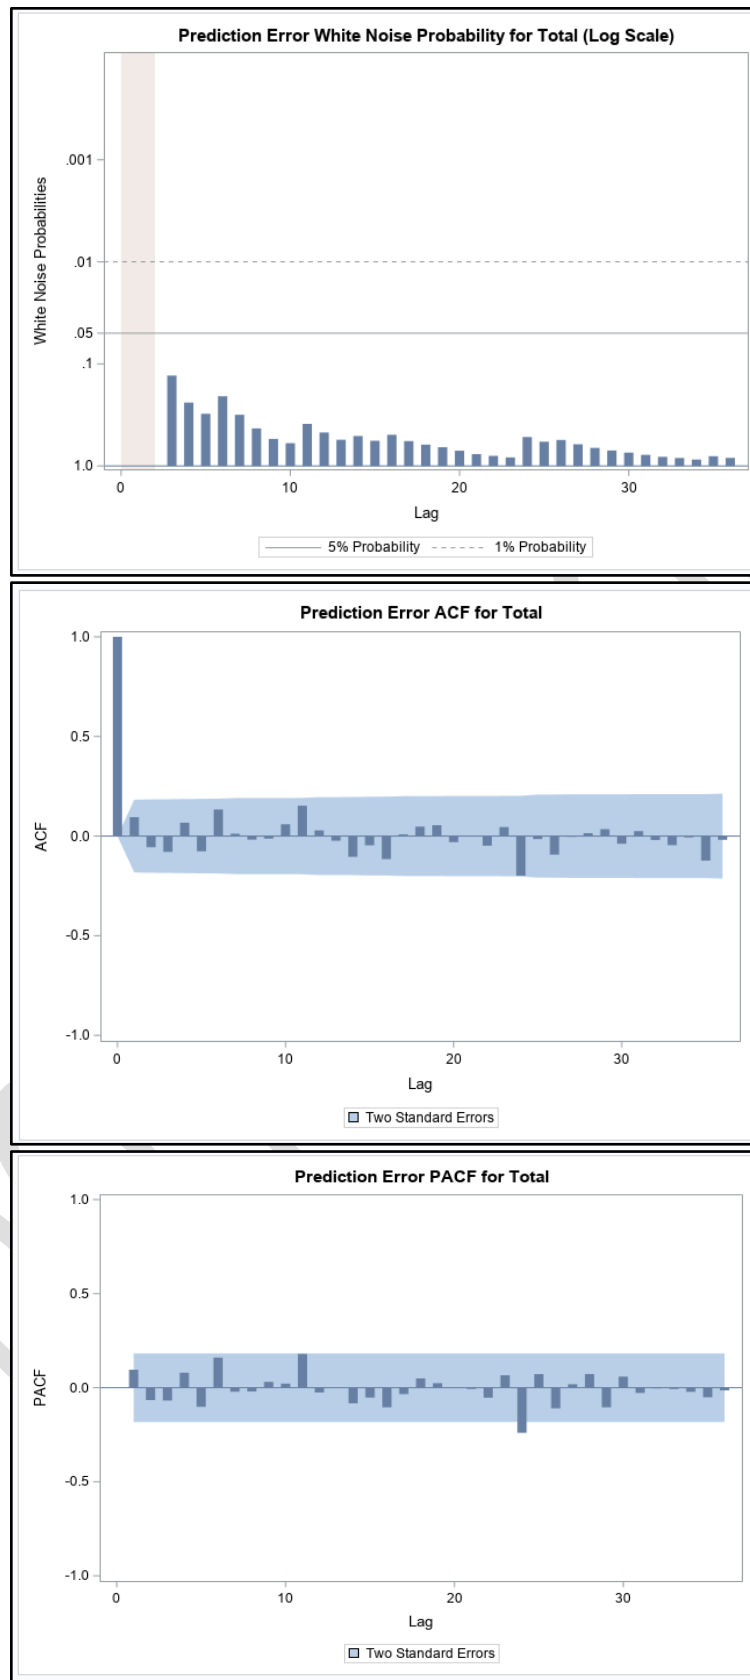 Prediction Error White Noise Probability for Total (Log Scale)
White Noise Probabilities
.001
.01
.05
.1
1.0
0 10 20 30
Lag
5% Probability 1% Probability
Prediction Error ACF for Total
ACF
1.0
0.5
0.0
-0.5
-1.0
0 10 20 30
Lag
Two Standard Errors
Prediction Error PACF for Total
PACF
1.0
0.5
0.0
-0.5
-1.0
0 10 20 30
Lag
Two Standard Errors